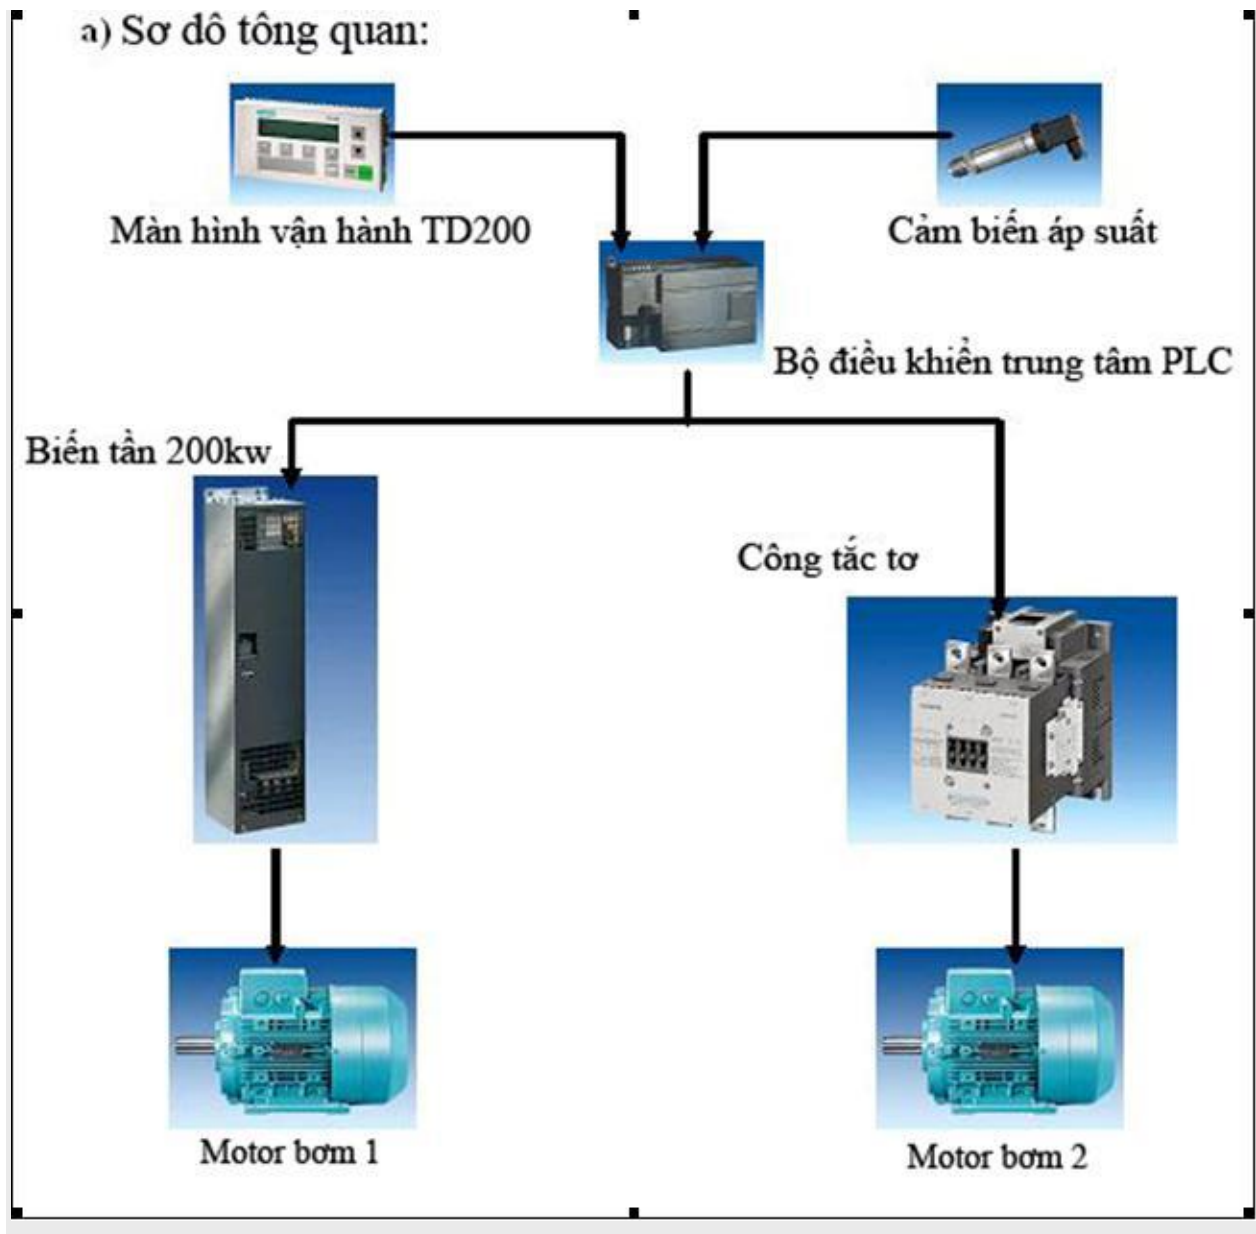 a) Sơ đồ tổng quan:
Màn hình vận hành TD200
Cảm biến áp suất
Bộ điều khiển trung tâm PLC
Biến tần 200kw
Công tắc tơ
Motor bơm 1
Motor bơm 2